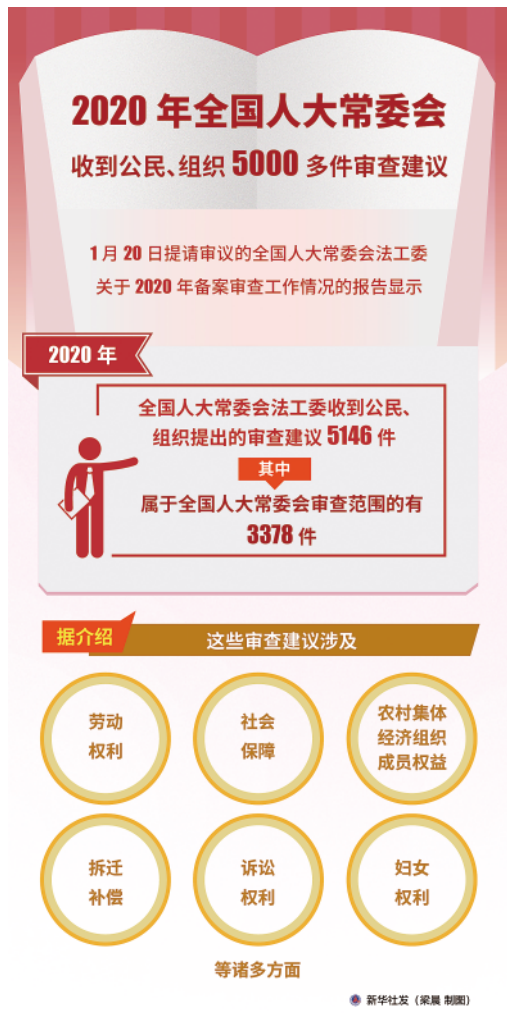 2020 年全国人大常委会
收到公民、组织 5000 多件审查建议
1 月 20 日提请审议的全国人大常委会法工委
关于 2020 年备案审查工作情况的报告显示
2020 年
全国人大常委会法工委收到公民、
组织提出的审查建议 5146 件
其中
属于全国人大常委会审查范围的有
3378 件
据介绍
这些审查建议涉及
劳动
权利
社会
保障
农村集体
经济组织
成员权益
拆迁
补偿
诉讼
权利
妇女
权利
等诸多方面
新华社发（梁晨 制图）